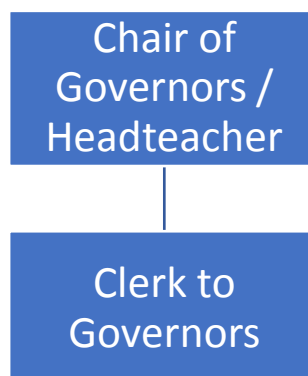 Chair of
Governors /
Headteacher
Clerk to
Governors